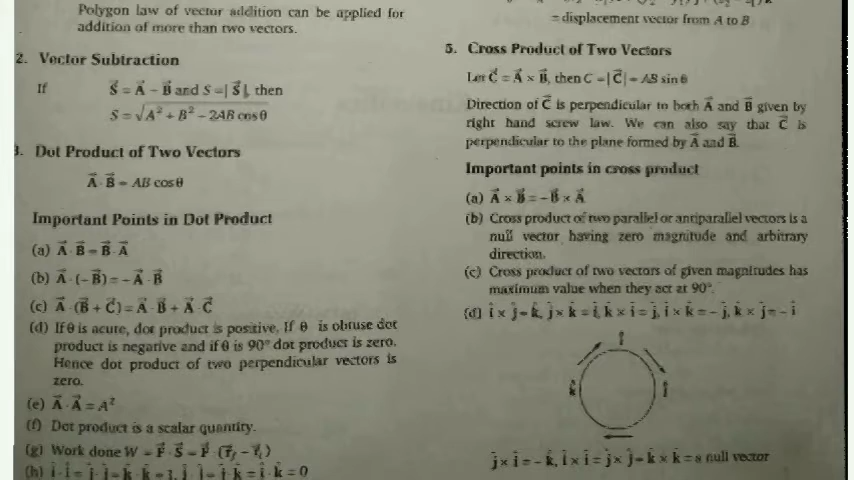 Polygon law of vector addition can be applied for
addition of more than two vectors.
2. Vector Subtraction
If S⃗ = A⃗ − B⃗ and S = |S⃗|, then
S = √(A² + B² − 2AB cos θ)
3. Dot Product of Two Vectors
A⃗ · B⃗ = AB cos θ
Important Points in Dot Product
(a) A⃗ · B⃗ = B⃗ · A⃗
(b) A⃗ · (−B⃗) = − A⃗ · B⃗
(c) A⃗ · (B⃗ + C⃗) = A⃗ · B⃗ + A⃗ · C⃗
(d) If θ is acute, dot product is positive. If θ is obtuse dot
product is negative and if θ is 90° dot product is zero.
Hence dot product of two perpendicular vectors is
zero.
(e) A⃗ · A⃗ = A²
(f) Dot product is a scalar quantity.
(g) Work done W = F⃗ · S⃗ = F⃗ · (r⃗f − r⃗i)
(h) î · î = ĵ · ĵ = k̂ · k̂ = 1, î · ĵ = ĵ · k̂ = î · k̂ = 0
= displacement vector from A to B
5. Cross Product of Two Vectors
Let C⃗ = A⃗ × B⃗, then C = |C⃗| = AB sin θ
Direction of C⃗ is perpendicular to both A⃗ and B⃗ given by
right hand screw law. We can also say that C⃗ is
perpendicular to the plane formed by A⃗ and B⃗.
Important points in cross product
(a) A⃗ × B⃗ = − B⃗ × A⃗
(b) Cross product of two parallel or antiparallel vectors is a
null vector having zero magnitude and arbitrary
direction.
(c) Cross product of two vectors of given magnitudes has
maximum value when they act at 90°.
(d) î × ĵ = k̂, ĵ × k̂ = î, k̂ × î = ĵ, î × k̂ = − ĵ, k̂ × ĵ = − î
î
k̂
ĵ
ĵ × î = − k̂, î × î = ĵ × ĵ = k̂ × k̂ = a null vector